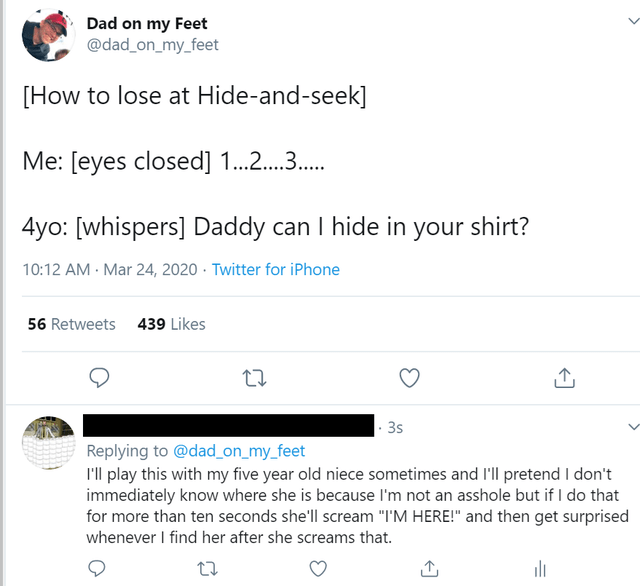 Dad on my Feet
@dad_on_my_feet
[How to lose at Hide-and-seek]
Me: [eyes closed] 1...2....3.....
4yo: [whispers] Daddy can I hide in your shirt?
10:12 AM · Mar 24, 2020 · Twitter for iPhone
56 Retweets 439 Likes
· 3s
Replying to @dad_on_my_feet
I'll play this with my five year old niece sometimes and I'll pretend I don't
immediately know where she is because I'm not an asshole but if I do that
for more than ten seconds she'll scream "I'M HERE!" and then get surprised
whenever I find her after she screams that.